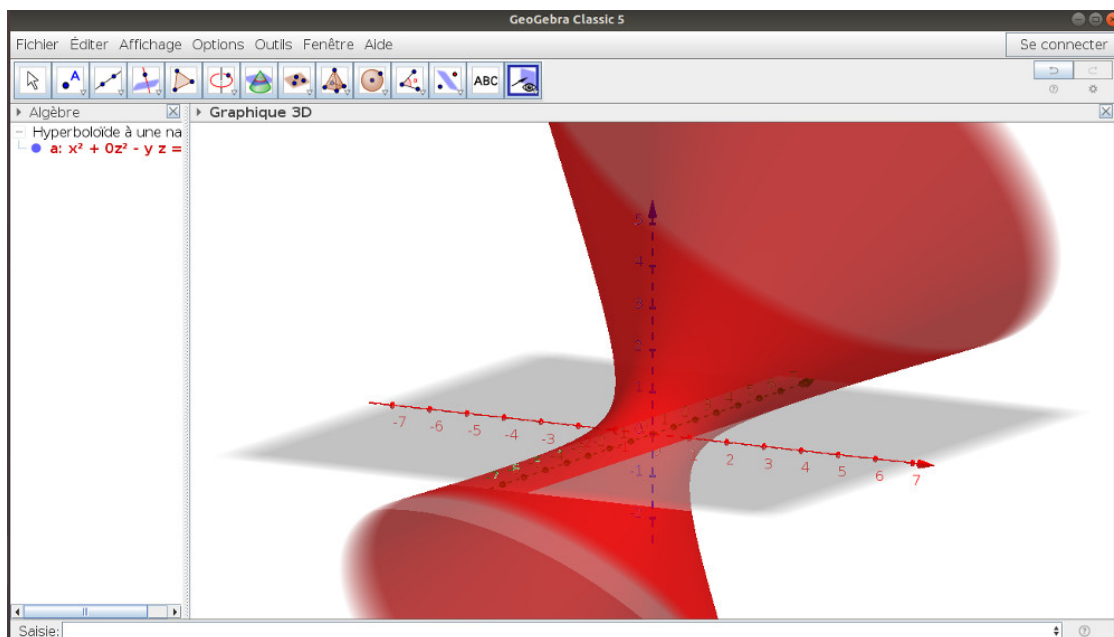 GeoGebra Classic 5
Fichier Éditer Affichage Options Outils Fenêtre Aide
Se connecter
ABC
Algèbre
Graphique 3D
Hyperboloïde à une na
a: x² + 0z² - y z =
5
4
3
2
1
0
-1
-2
-7 -6 -5 -4 -3
1 2 3 4 5 6 7
Saisie: